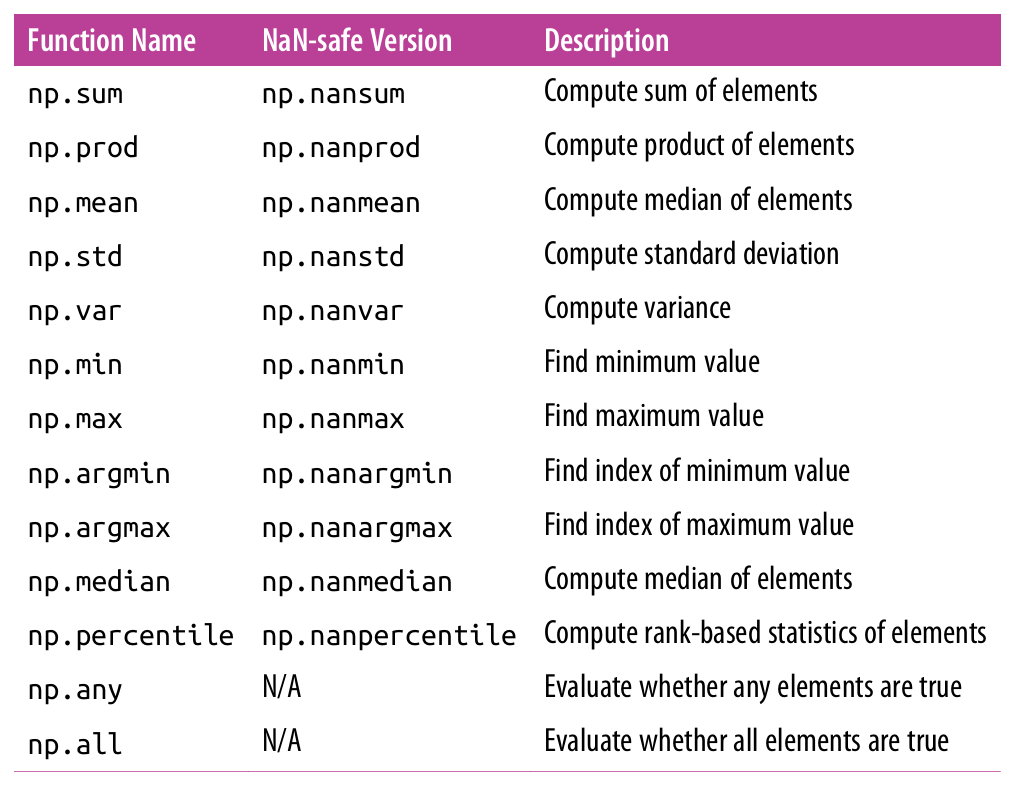 Function Name NaN-safe Version Description
np.sum np.nansum Compute sum of elements
np.prod np.nanprod Compute product of elements
np.mean np.nanmean Compute median of elements
np.std np.nanstd Compute standard deviation
np.var np.nanvar Compute variance
np.min np.nanmin Find minimum value
np.max np.nanmax Find maximum value
np.argmin np.nanargmin Find index of minimum value
np.argmax np.nanargmax Find index of maximum value
np.median np.nanmedian Compute median of elements
np.percentile np.nanpercentile Compute rank-based statistics of elements
np.any N/A Evaluate whether any elements are true
np.all N/A Evaluate whether all elements are true